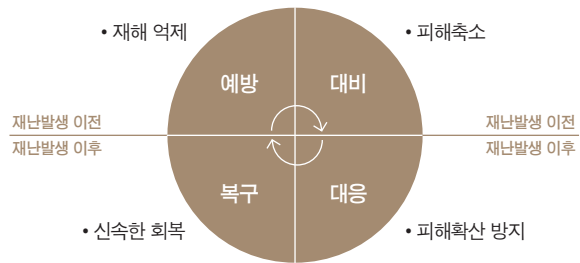 • 재해 억제
• 피해축소
예방
대비
재난발생 이전
재난발생 이전
재난발생 이후
재난발생 이후
복구
대응
• 신속한 회복
• 피해확산 방지